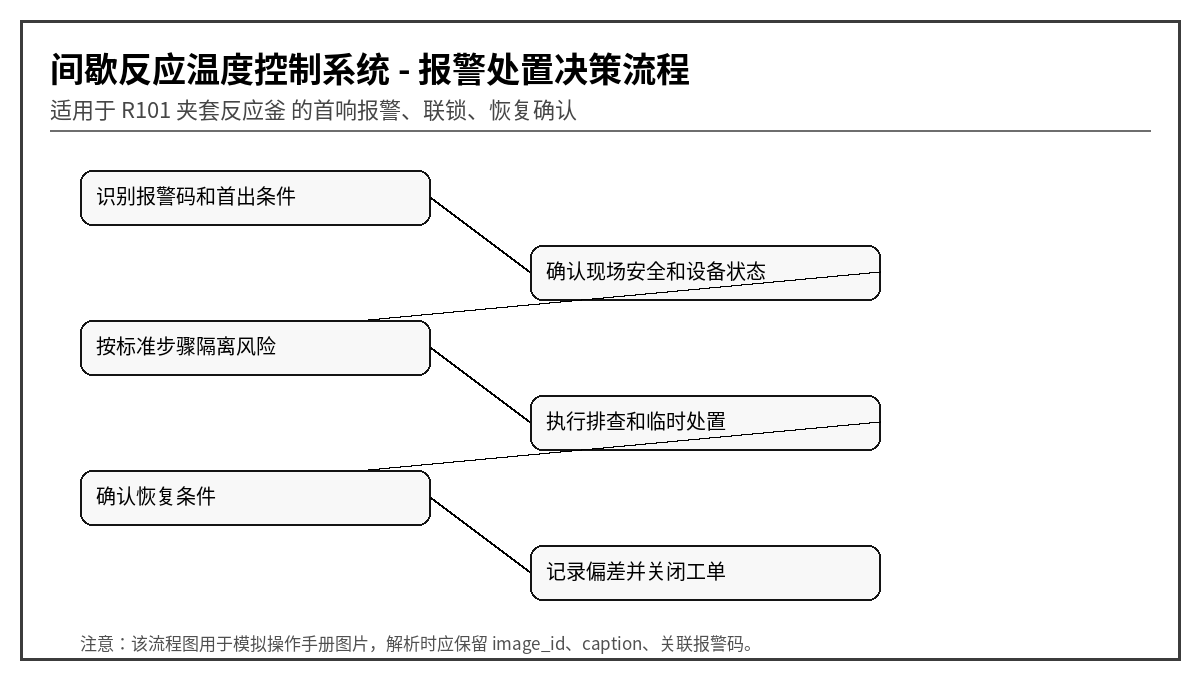 间歇反应温度控制系统 - 报警处置决策流程
适用于 R101 夹套反应釜 的首响报警、联锁、恢复确认
识别报警码和首出条件
确认现场安全和设备状态
按标准步骤隔离风险
执行排查和临时处置
确认恢复条件
记录偏差并关闭工单
注意：该流程图用于模拟操作手册图片，解析时应保留 image_id、caption、关联报警码。